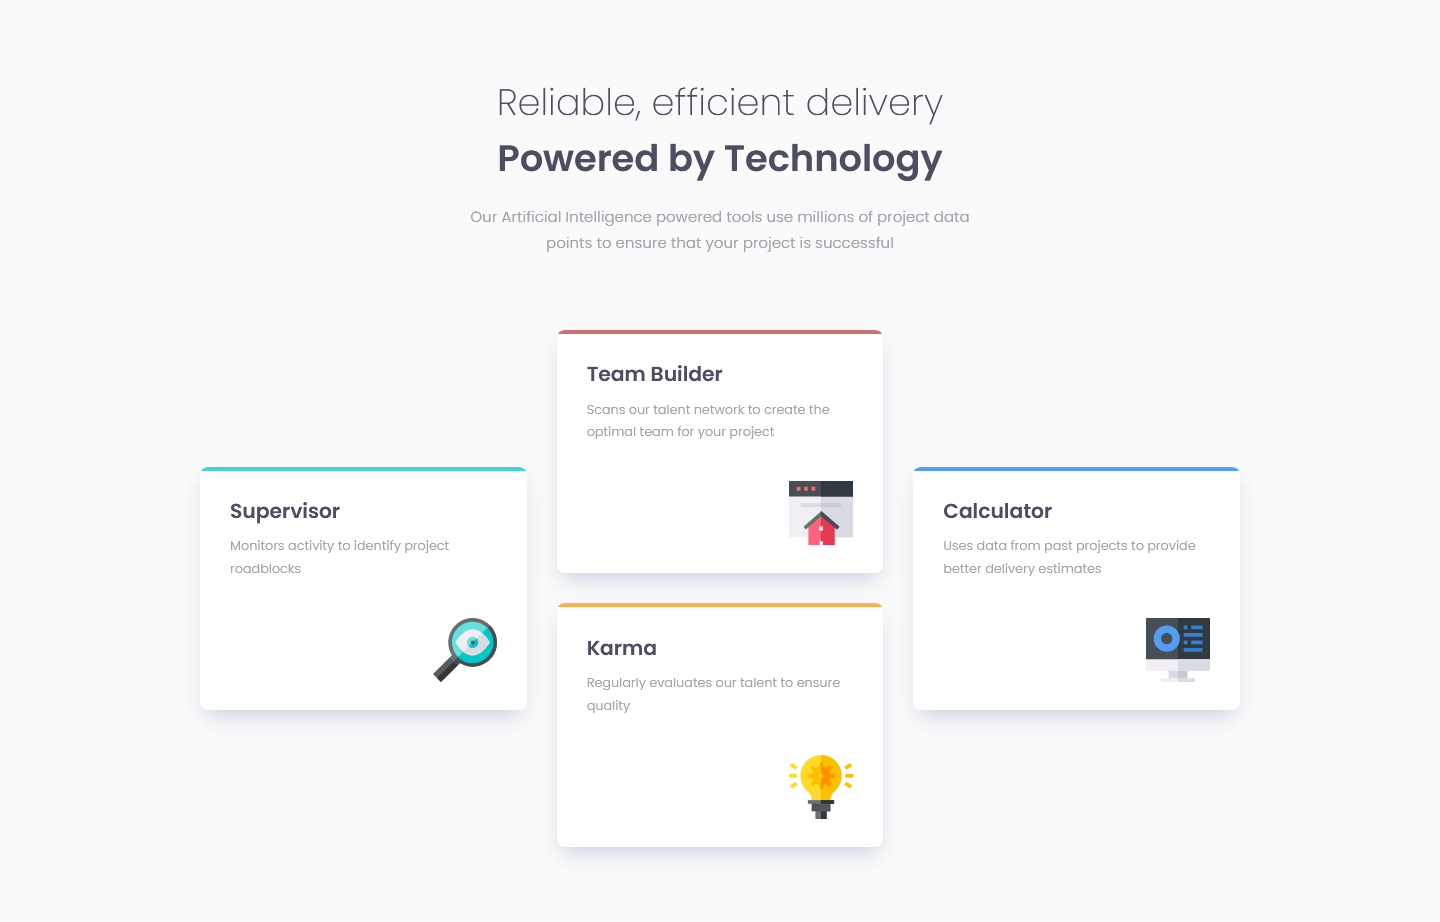 Reliable, efficient delivery
Powered by Technology
Our Artificial Intelligence powered tools use millions of project data
points to ensure that your project is successful
Team Builder
Scans our talent network to create the
optimal team for your project
Supervisor
Monitors activity to identify project
roadblocks
Calculator
Uses data from past projects to provide
better delivery estimates
Karma
Regularly evaluates our talent to ensure
quality